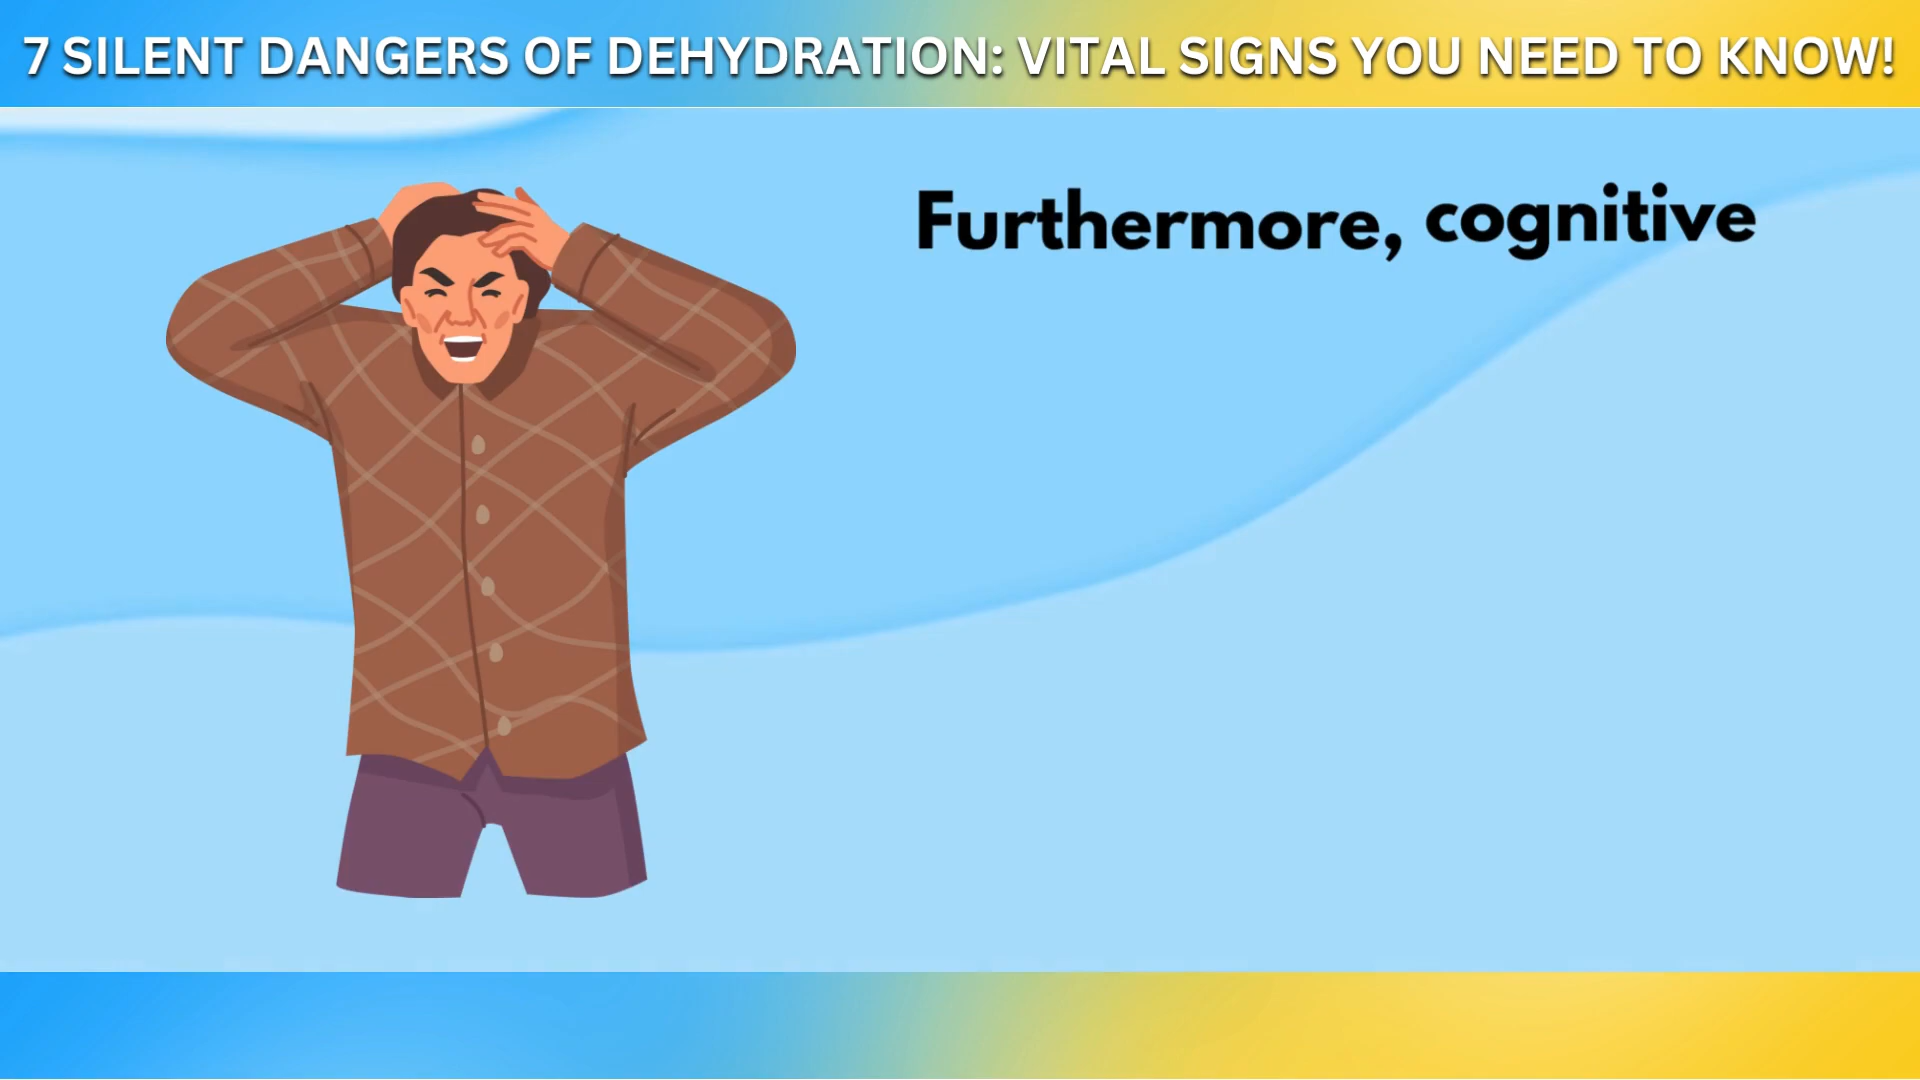 7 SILENT DANGERS OF DEHYDRATION: VITAL SIGNS YOU NEED TO KNOW!
Furthermore, cognitive